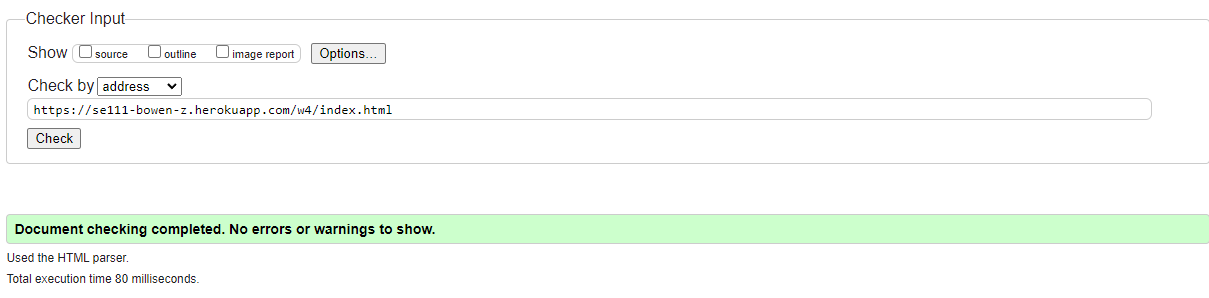 Checker Input
Show source outline image report Options...
Check by address
https://se111-bowen-z.herokuapp.com/w4/index.html
Check
Document checking completed. No errors or warnings to show.
Used the HTML parser.
Total execution time 80 milliseconds.